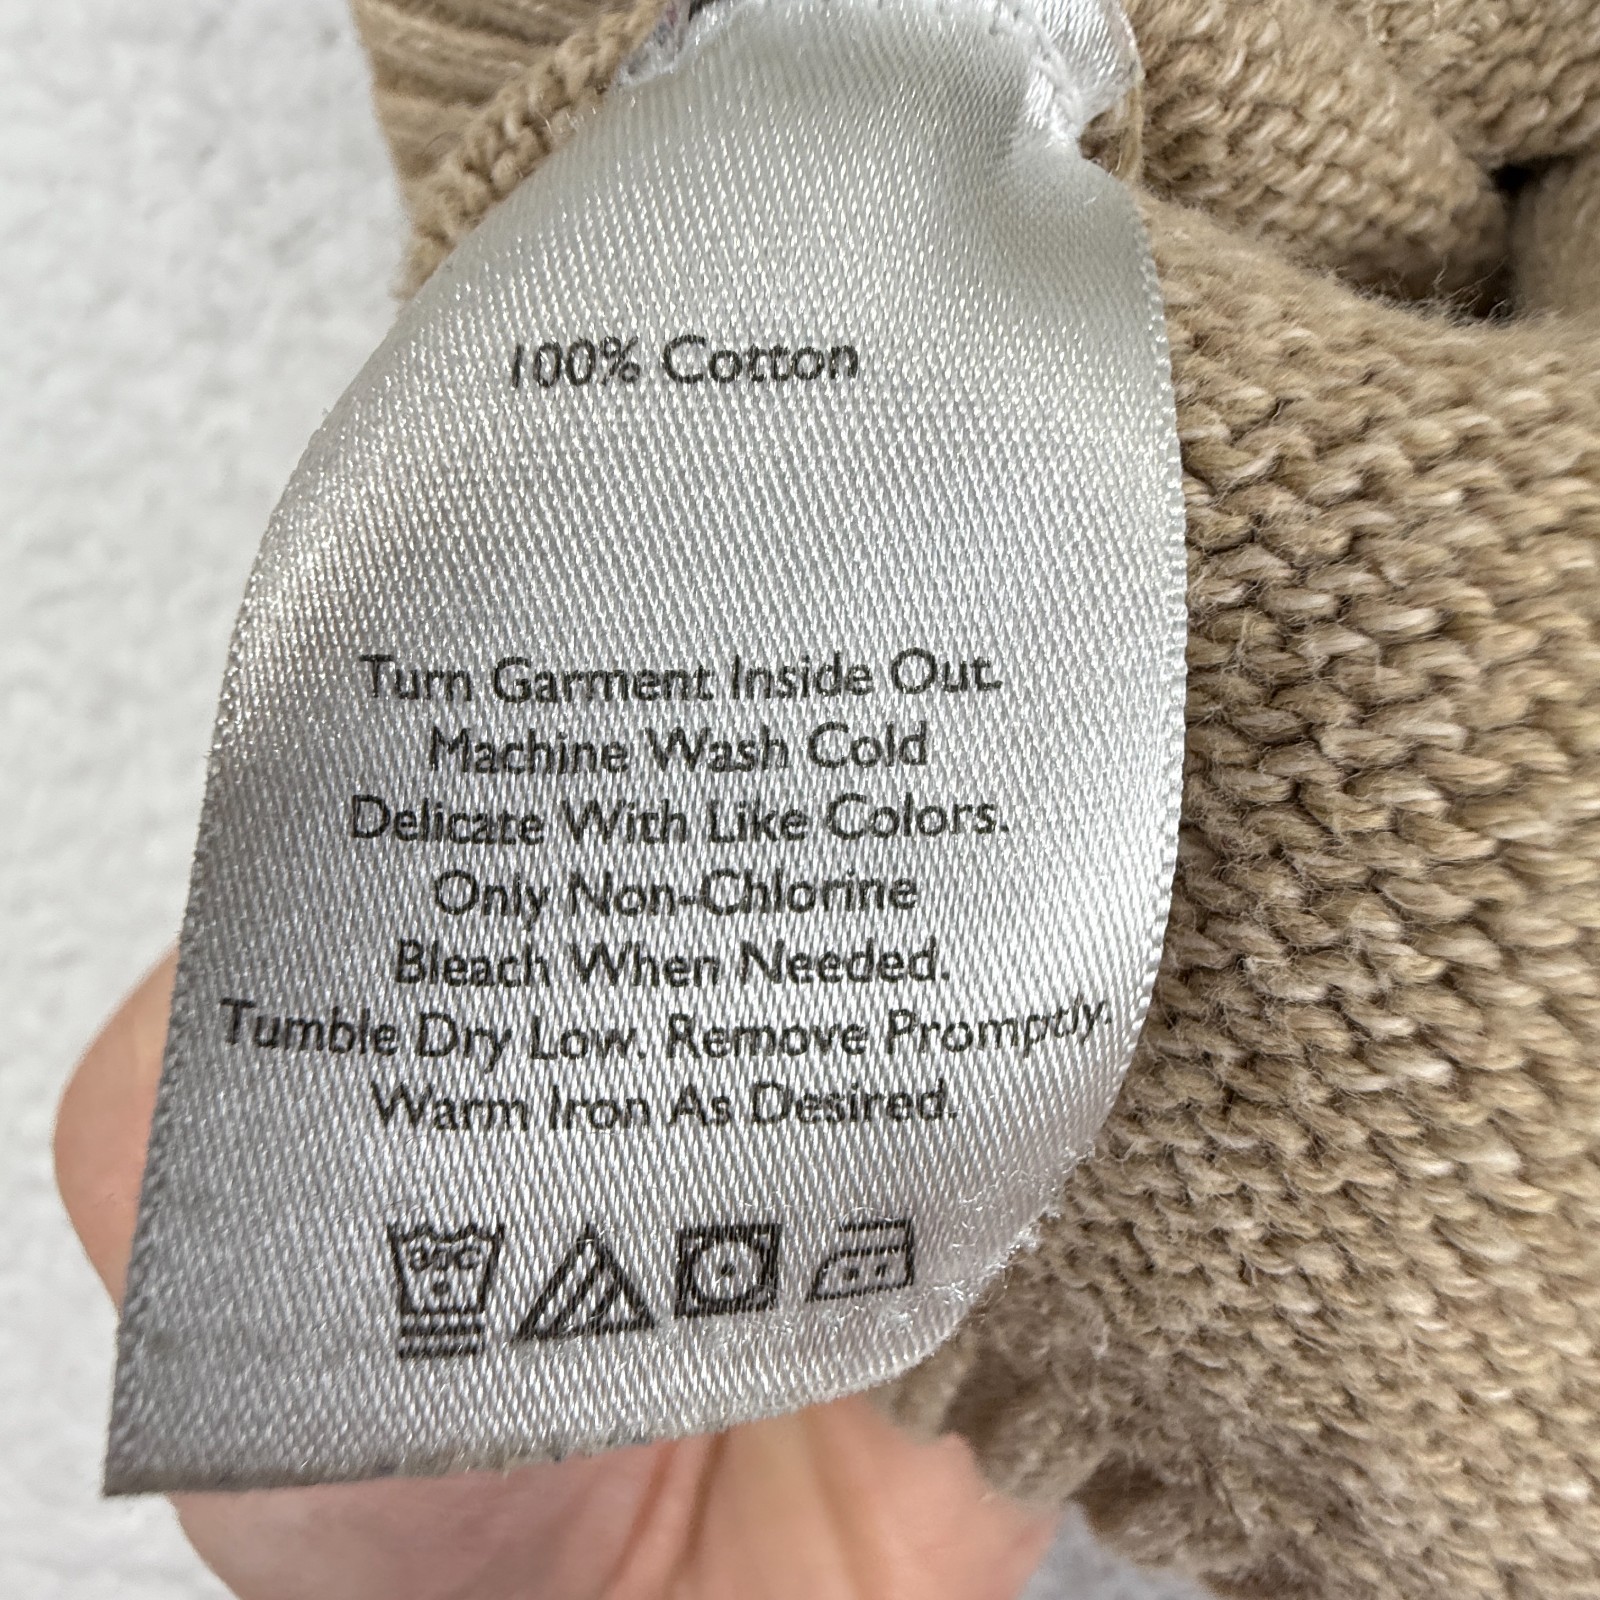 100% Cotton
Turn Garment Inside Out.
Machine Wash Cold
Delicate With Like Colors.
Only Non-Chlorine
Bleach When Needed.
Tumble Dry Low. Remove Promptly.
Warm Iron As Desired.